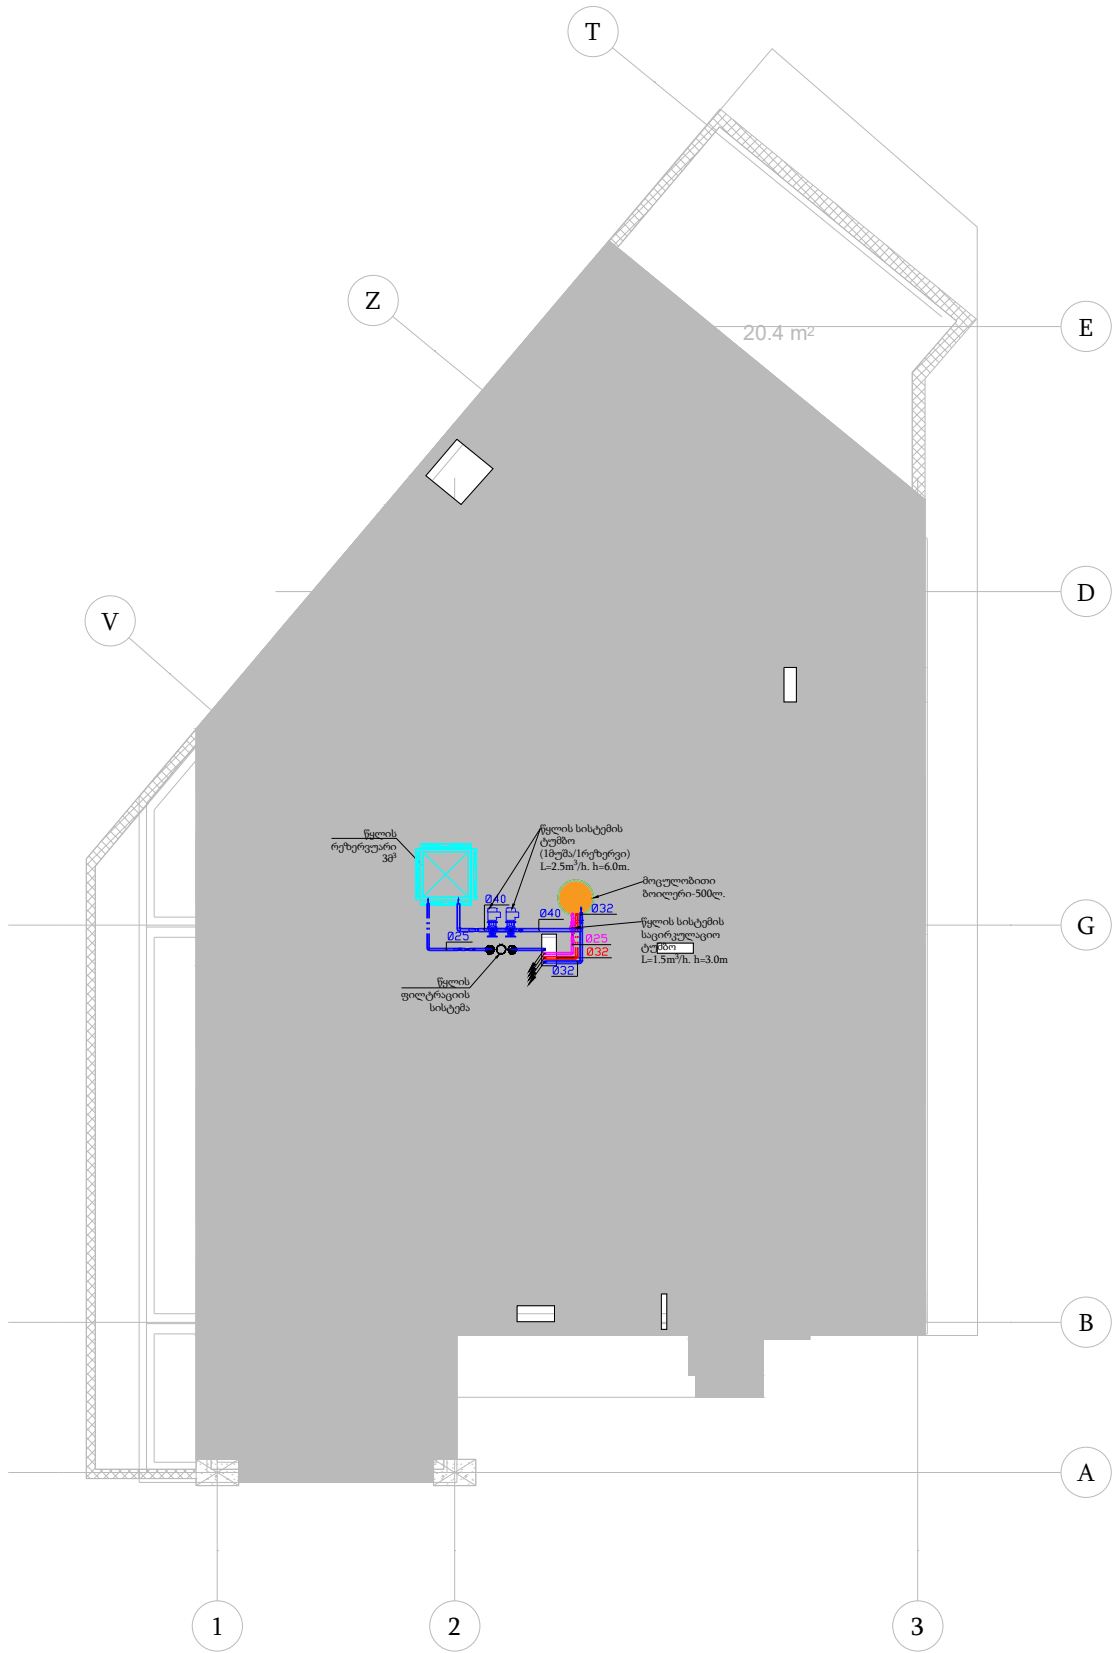 T
Z
E
20.4 m²
D
V
წყლის
რეზერვუარი
3მ³
წყლის სისტემის
ტუმბო
(1მუშა/1რეზერვი)
L=2.5m³/h. h=6.0m.
მოცულობითი
ბოილერი-500ლ.
Ø40
Ø40
Ø32
G
წყლის სისტემის
საცირკულაციო
ტუმბო
L=1.5m³/h. h=3.0m
Ø25
Ø25
Ø32
Ø32
წყლის
ფილტრაციის
სისტემა
B
A
1
2
3